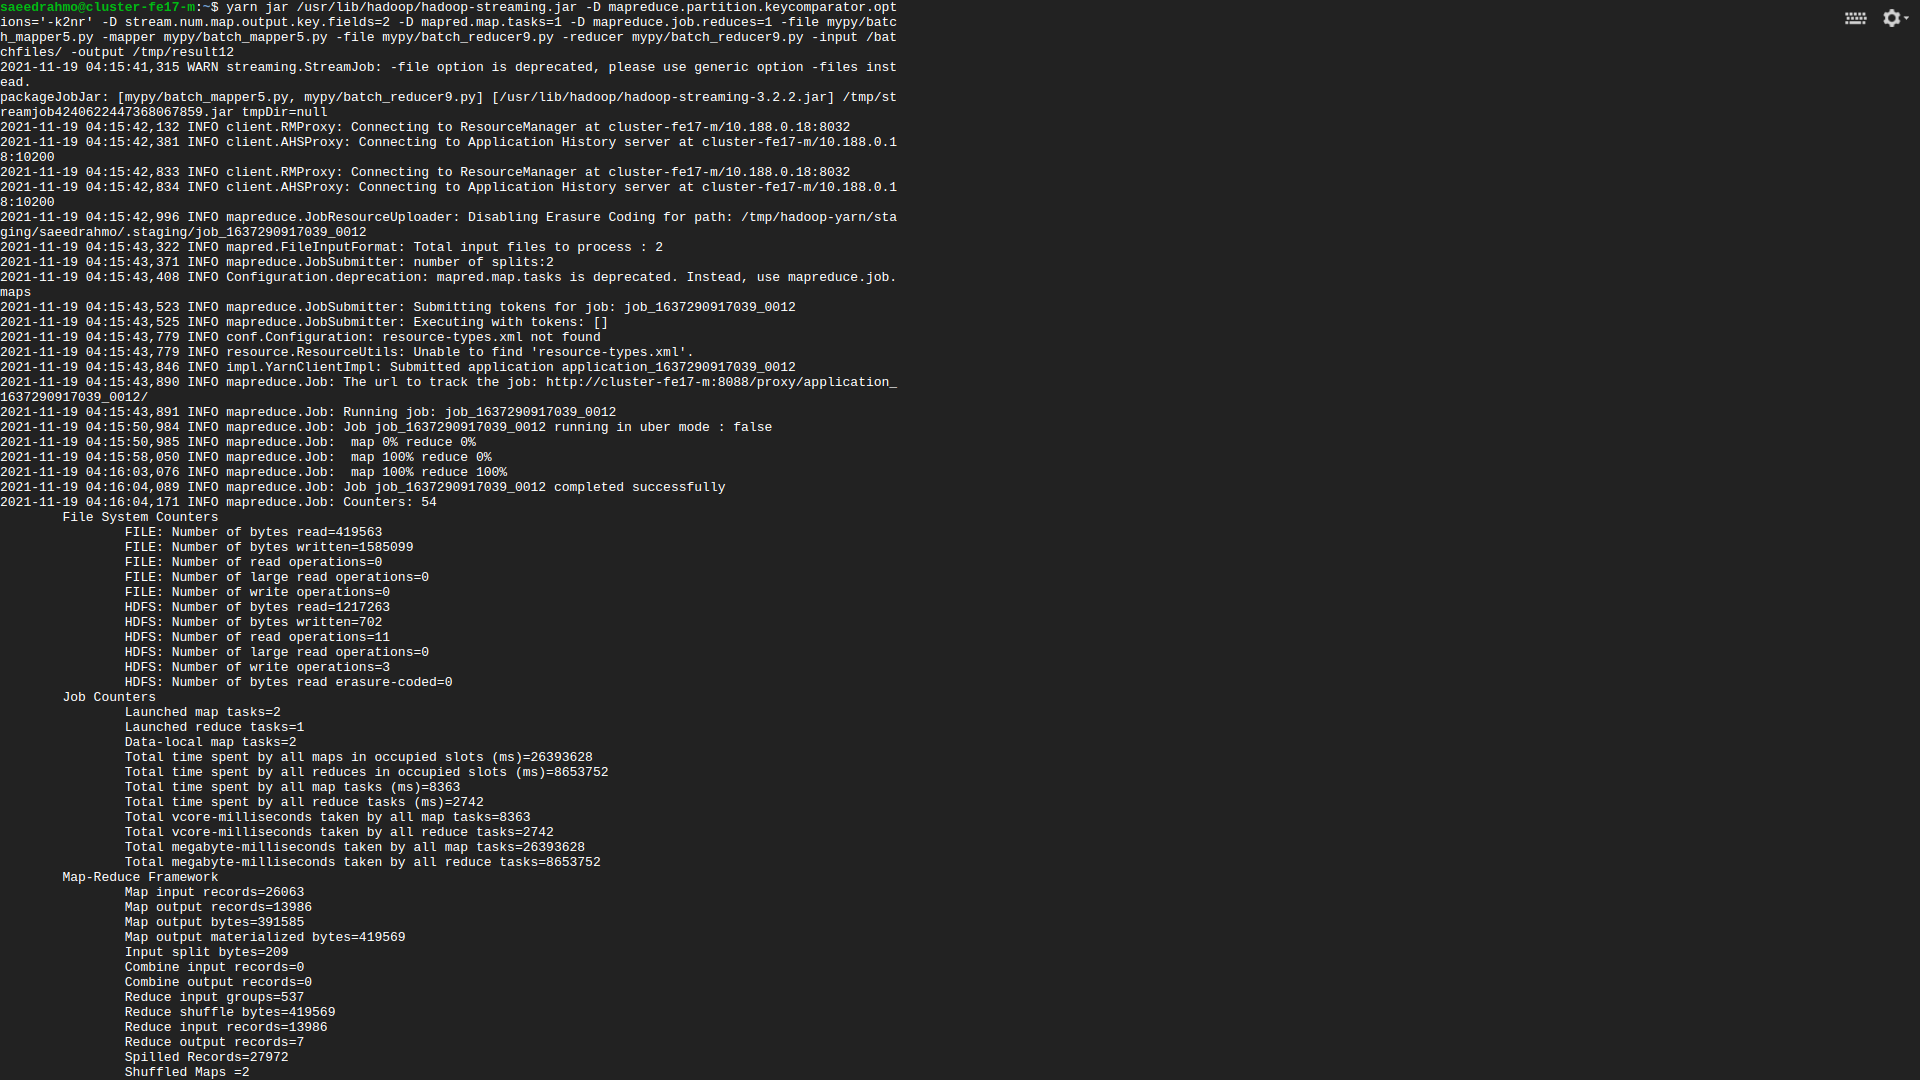 saeedrahmo@cluster-fe17-m:~$ yarn jar /usr/lib/hadoop/hadoop-streaming.jar -D mapreduce.partition.keycomparator.opt
ions='-k2nr' -D stream.num.map.output.key.fields=2 -D mapred.map.tasks=1 -D mapreduce.job.reduces=1 -file mypy/batc
h_mapper5.py -mapper mypy/batch_mapper5.py -file mypy/batch_reducer9.py -reducer mypy/batch_reducer9.py -input /bat
chfiles/ -output /tmp/result12
2021-11-19 04:15:41,315 WARN streaming.StreamJob: -file option is deprecated, please use generic option -files inst
ead.
packageJobJar: [mypy/batch_mapper5.py, mypy/batch_reducer9.py] [/usr/lib/hadoop/hadoop-streaming-3.2.2.jar] /tmp/st
reamjob4240622447368067859.jar tmpDir=null
2021-11-19 04:15:42,132 INFO client.RMProxy: Connecting to ResourceManager at cluster-fe17-m/10.188.0.18:8032
2021-11-19 04:15:42,381 INFO client.AHSProxy: Connecting to Application History server at cluster-fe17-m/10.188.0.1
8:10200
2021-11-19 04:15:42,833 INFO client.RMProxy: Connecting to ResourceManager at cluster-fe17-m/10.188.0.18:8032
2021-11-19 04:15:42,834 INFO client.AHSProxy: Connecting to Application History server at cluster-fe17-m/10.188.0.1
8:10200
2021-11-19 04:15:42,996 INFO mapreduce.JobResourceUploader: Disabling Erasure Coding for path: /tmp/hadoop-yarn/sta
ging/saeedrahmo/.staging/job_1637290917039_0012
2021-11-19 04:15:43,322 INFO mapred.FileInputFormat: Total input files to process : 2
2021-11-19 04:15:43,371 INFO mapreduce.JobSubmitter: number of splits:2
2021-11-19 04:15:43,408 INFO Configuration.deprecation: mapred.map.tasks is deprecated. Instead, use mapreduce.job.
maps
2021-11-19 04:15:43,523 INFO mapreduce.JobSubmitter: Submitting tokens for job: job_1637290917039_0012
2021-11-19 04:15:43,525 INFO mapreduce.JobSubmitter: Executing with tokens: []
2021-11-19 04:15:43,779 INFO conf.Configuration: resource-types.xml not found
2021-11-19 04:15:43,779 INFO resource.ResourceUtils: Unable to find 'resource-types.xml'.
2021-11-19 04:15:43,846 INFO impl.YarnClientImpl: Submitted application application_1637290917039_0012
2021-11-19 04:15:43,890 INFO mapreduce.Job: The url to track the job: http://cluster-fe17-m:8088/proxy/application_
1637290917039_0012/
2021-11-19 04:15:43,891 INFO mapreduce.Job: Running job: job_1637290917039_0012
2021-11-19 04:15:50,984 INFO mapreduce.Job: Job job_1637290917039_0012 running in uber mode : false
2021-11-19 04:15:50,985 INFO mapreduce.Job:  map 0% reduce 0%
2021-11-19 04:15:58,050 INFO mapreduce.Job:  map 100% reduce 0%
2021-11-19 04:16:03,076 INFO mapreduce.Job:  map 100% reduce 100%
2021-11-19 04:16:04,089 INFO mapreduce.Job: Job job_1637290917039_0012 completed successfully
2021-11-19 04:16:04,171 INFO mapreduce.Job: Counters: 54
File System Counters
FILE: Number of bytes read=419563
FILE: Number of bytes written=1585099
FILE: Number of read operations=0
FILE: Number of large read operations=0
FILE: Number of write operations=0
HDFS: Number of bytes read=1217263
HDFS: Number of bytes written=702
HDFS: Number of read operations=11
HDFS: Number of large read operations=0
HDFS: Number of write operations=3
HDFS: Number of bytes read erasure-coded=0
Job Counters
Launched map tasks=2
Launched reduce tasks=1
Data-local map tasks=2
Total time spent by all maps in occupied slots (ms)=26393628
Total time spent by all reduces in occupied slots (ms)=8653752
Total time spent by all map tasks (ms)=8363
Total time spent by all reduce tasks (ms)=2742
Total vcore-milliseconds taken by all map tasks=8363
Total vcore-milliseconds taken by all reduce tasks=2742
Total megabyte-milliseconds taken by all map tasks=26393628
Total megabyte-milliseconds taken by all reduce tasks=8653752
Map-Reduce Framework
Map input records=26063
Map output records=13986
Map output bytes=391585
Map output materialized bytes=419569
Input split bytes=209
Combine input records=0
Combine output records=0
Reduce input groups=537
Reduce shuffle bytes=419569
Reduce input records=13986
Reduce output records=7
Spilled Records=27972
Shuffled Maps =2